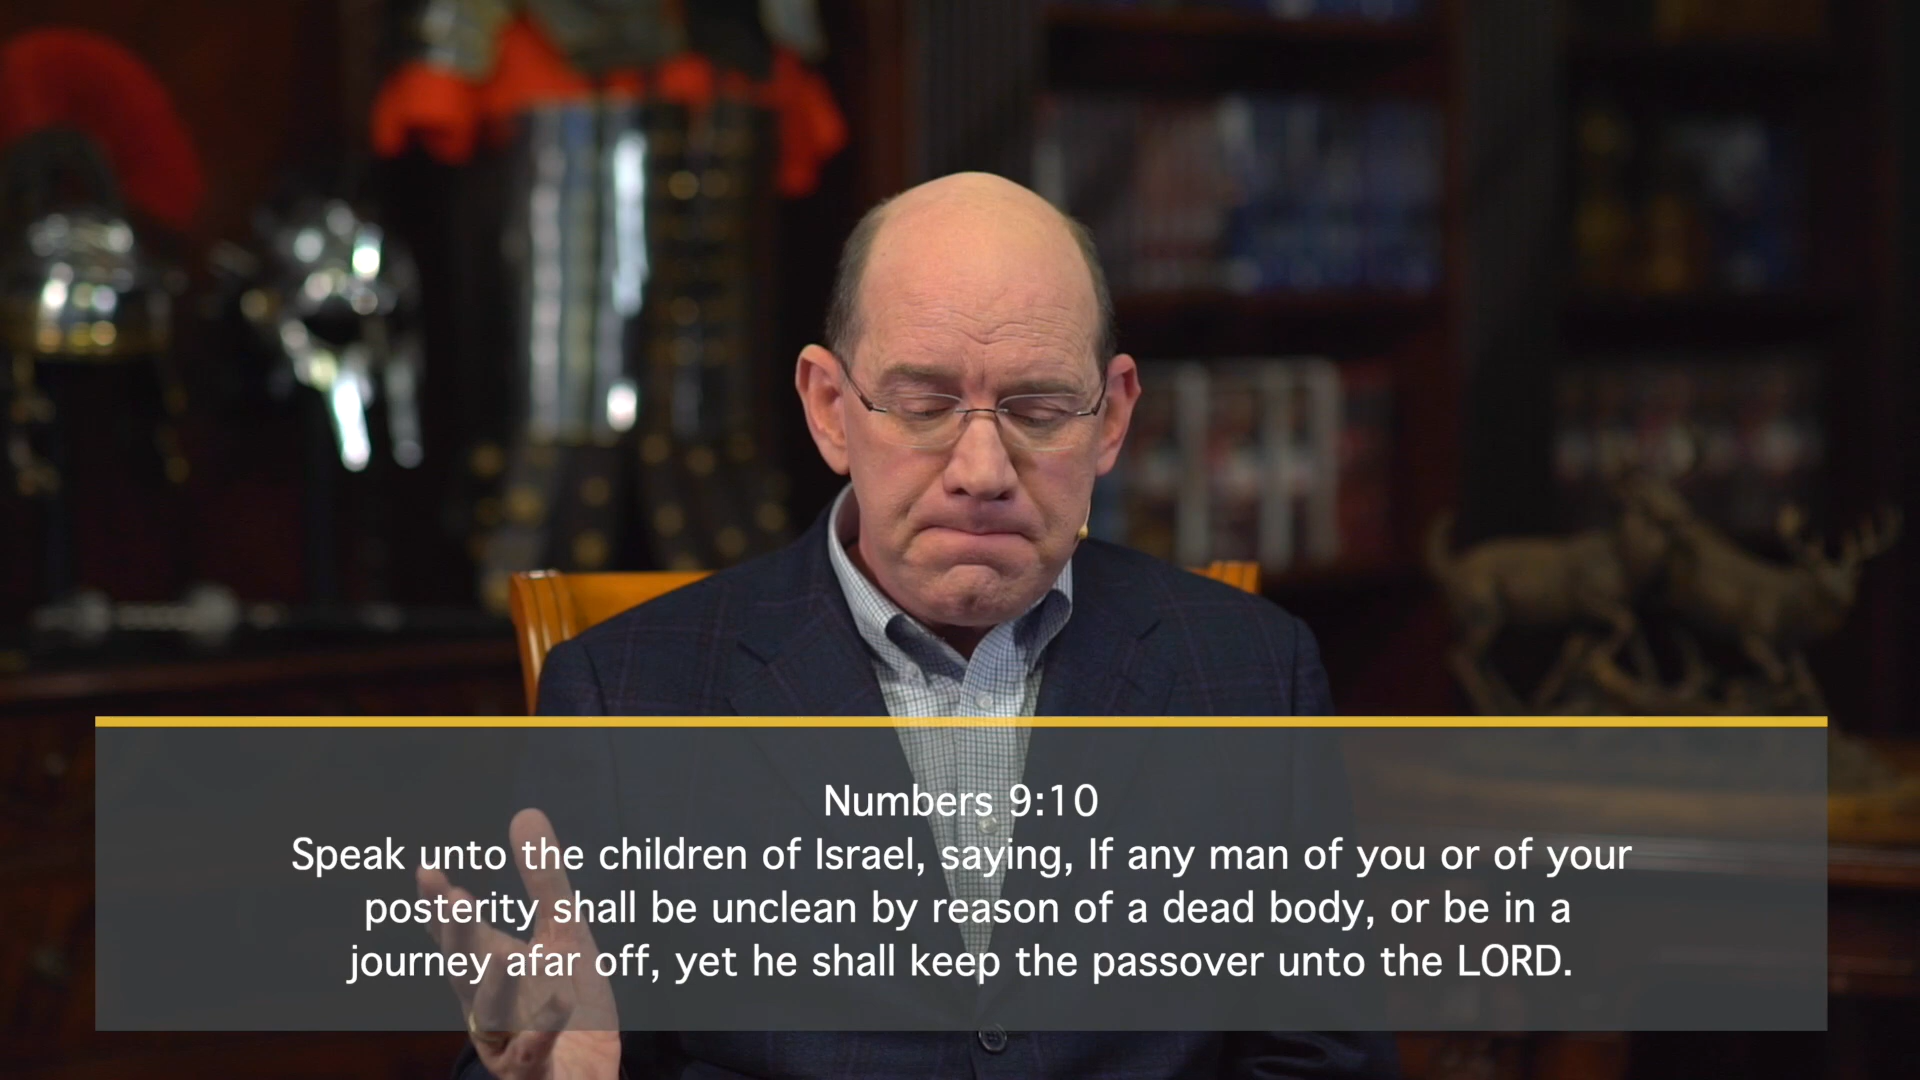 Numbers 9:10
Speak unto the children of Israel, saying, If any man of you or of your
posterity shall be unclean by reason of a dead body, or be in a
journey afar off, yet he shall keep the passover unto the LORD.